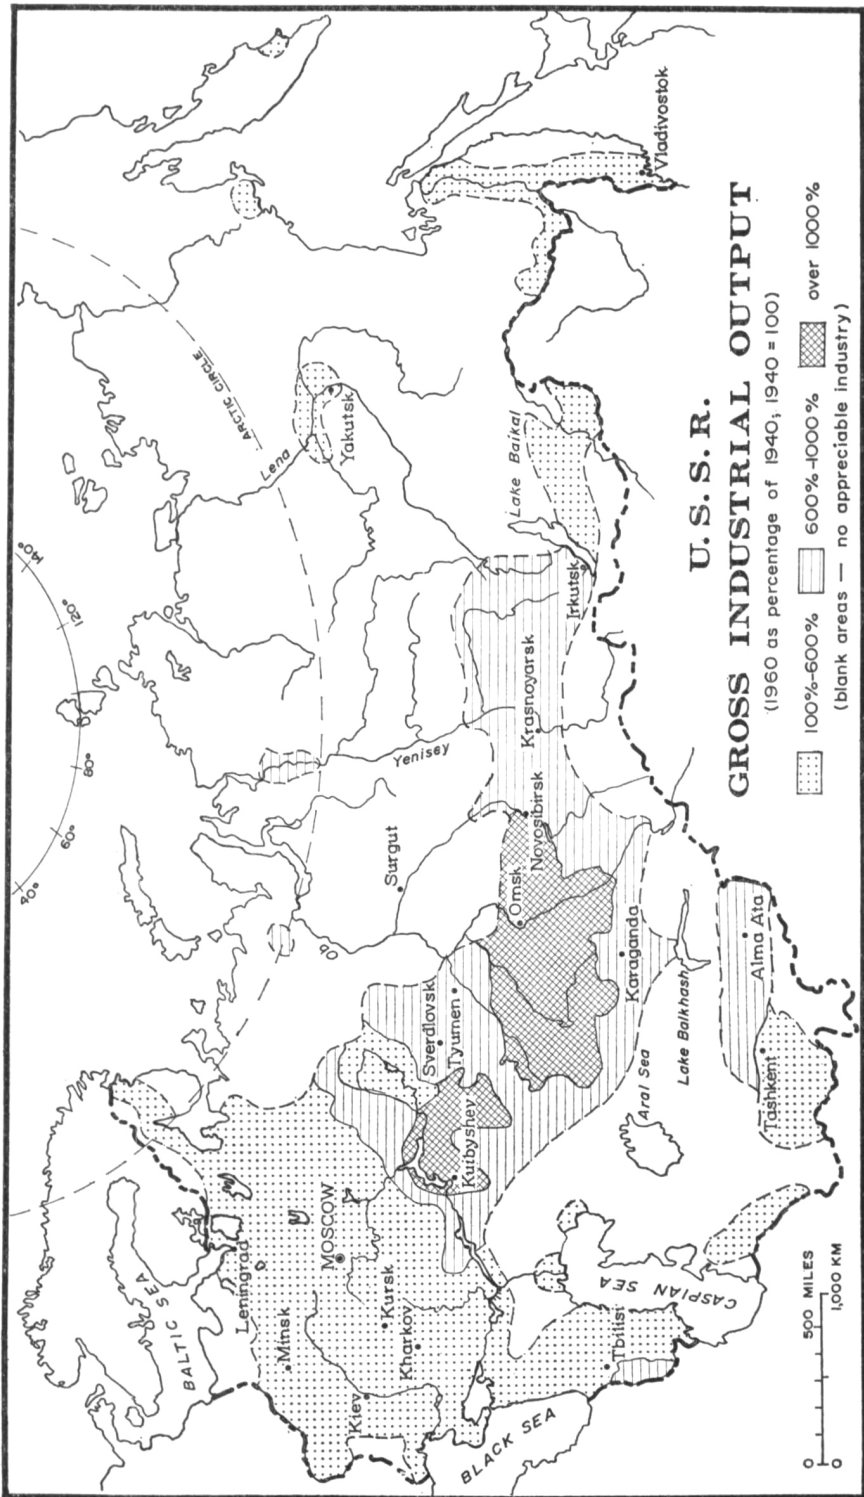 U.S.S.R.
GROSS INDUSTRIAL OUTPUT
(1960 as percentage of 1940; 1940 = 100)
100%-600%
600%-1000%
over 1000%
(blank areas — no appreciable industry)
40°
60°
80°
120°
140°
ARCTIC CIRCLE
BALTIC SEA
Leningrad
Minsk
MOSCOW
Kiev
Kursk
Kharkov
BLACK SEA
Tbilisi
CASPIAN SEA
Kuibyshev
Sverdlovsk
Tyumen
Ob
Surgut
Omsk
Novosibirsk
Karaganda
Aral Sea
Lake Balkhash
Tashkent
Alma Ata
Yenisey
Krasnoyarsk
Irkutsk
Lake Baikal
Lena
Yakutsk
Vladivostok
0 500 MILES
0 1,000 KM